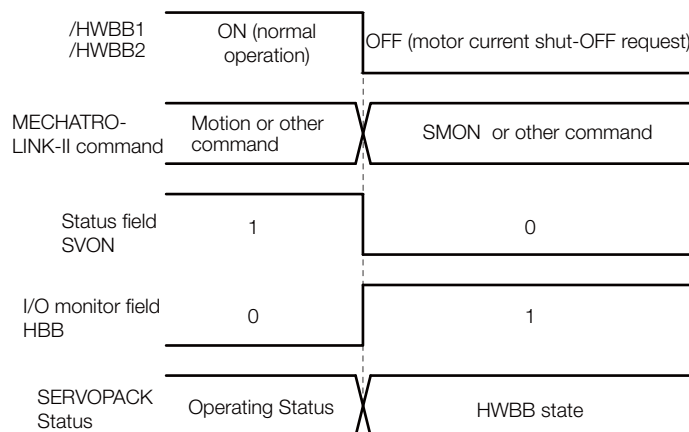 /HWBB1
/HWBB2
ON (normal
operation)
OFF (motor current shut-OFF request)
MECHATRO-
LINK-II command
Motion or other
command
SMON or other command
Status field
SVON
1
0
I/O monitor field
HBB
0
1
SERVOPACK
Status
Operating Status
HWBB state